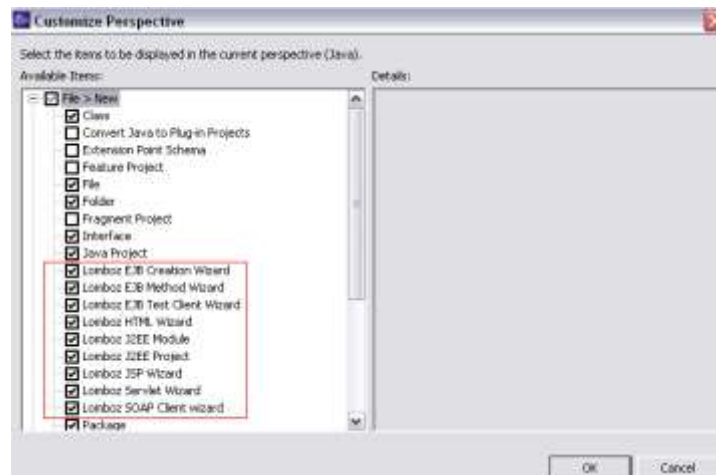 Customize Perspective
Select the items to be displayed in the current perspective (Java).
Available Items:
Details:
File > New
Class
Convert Java to Plug-in Projects
Extension Point Schema
Feature Project
File
Folder
Fragment Project
Interface
Java Project
Lomboz EJB Creation Wizard
Lomboz EJB Method Wizard
Lomboz EJB Test Client Wizard
Lomboz HTML Wizard
Lomboz J2EE Module
Lomboz J2EE Project
Lomboz JSP Wizard
Lomboz Servlet Wizard
Lomboz SOAP Client wizard
Package
OK
Cancel